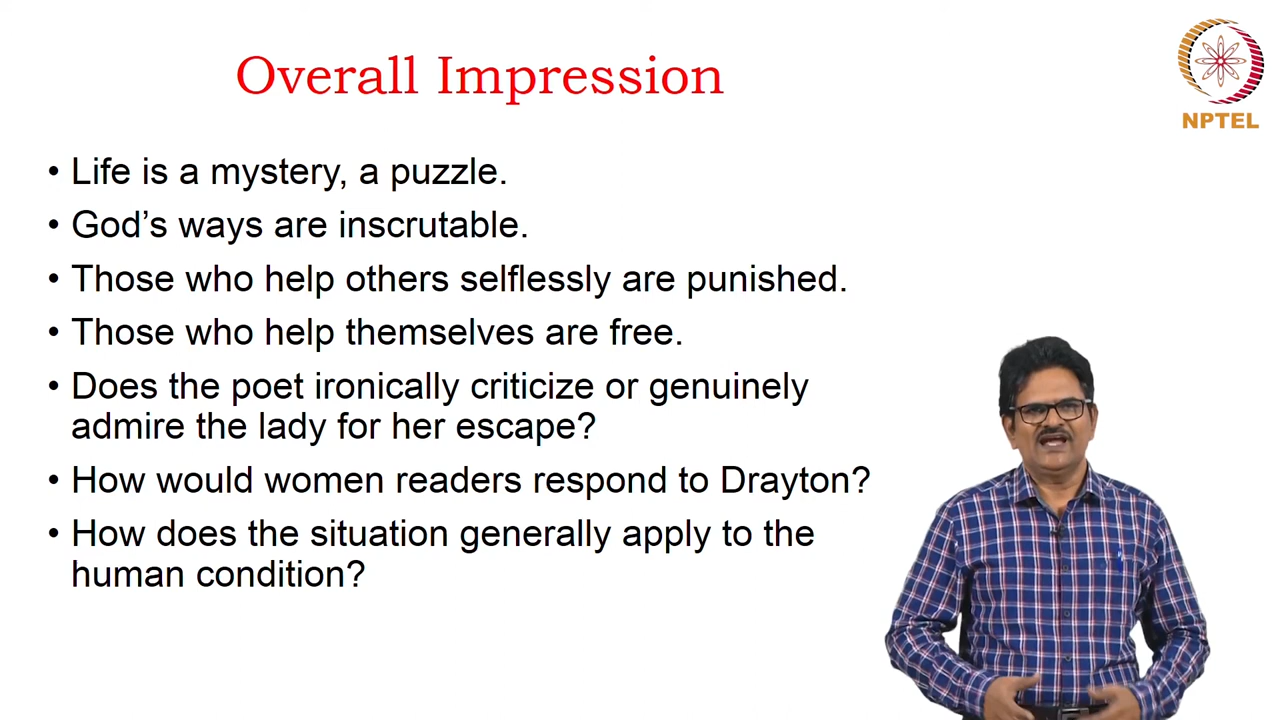 Overall Impression
NPTEL
• Life is a mystery, a puzzle.
• God’s ways are inscrutable.
• Those who help others selflessly are punished.
• Those who help themselves are free.
• Does the poet ironically criticize or genuinely
admire the lady for her escape?
• How would women readers respond to Drayton?
• How does the situation generally apply to the
human condition?